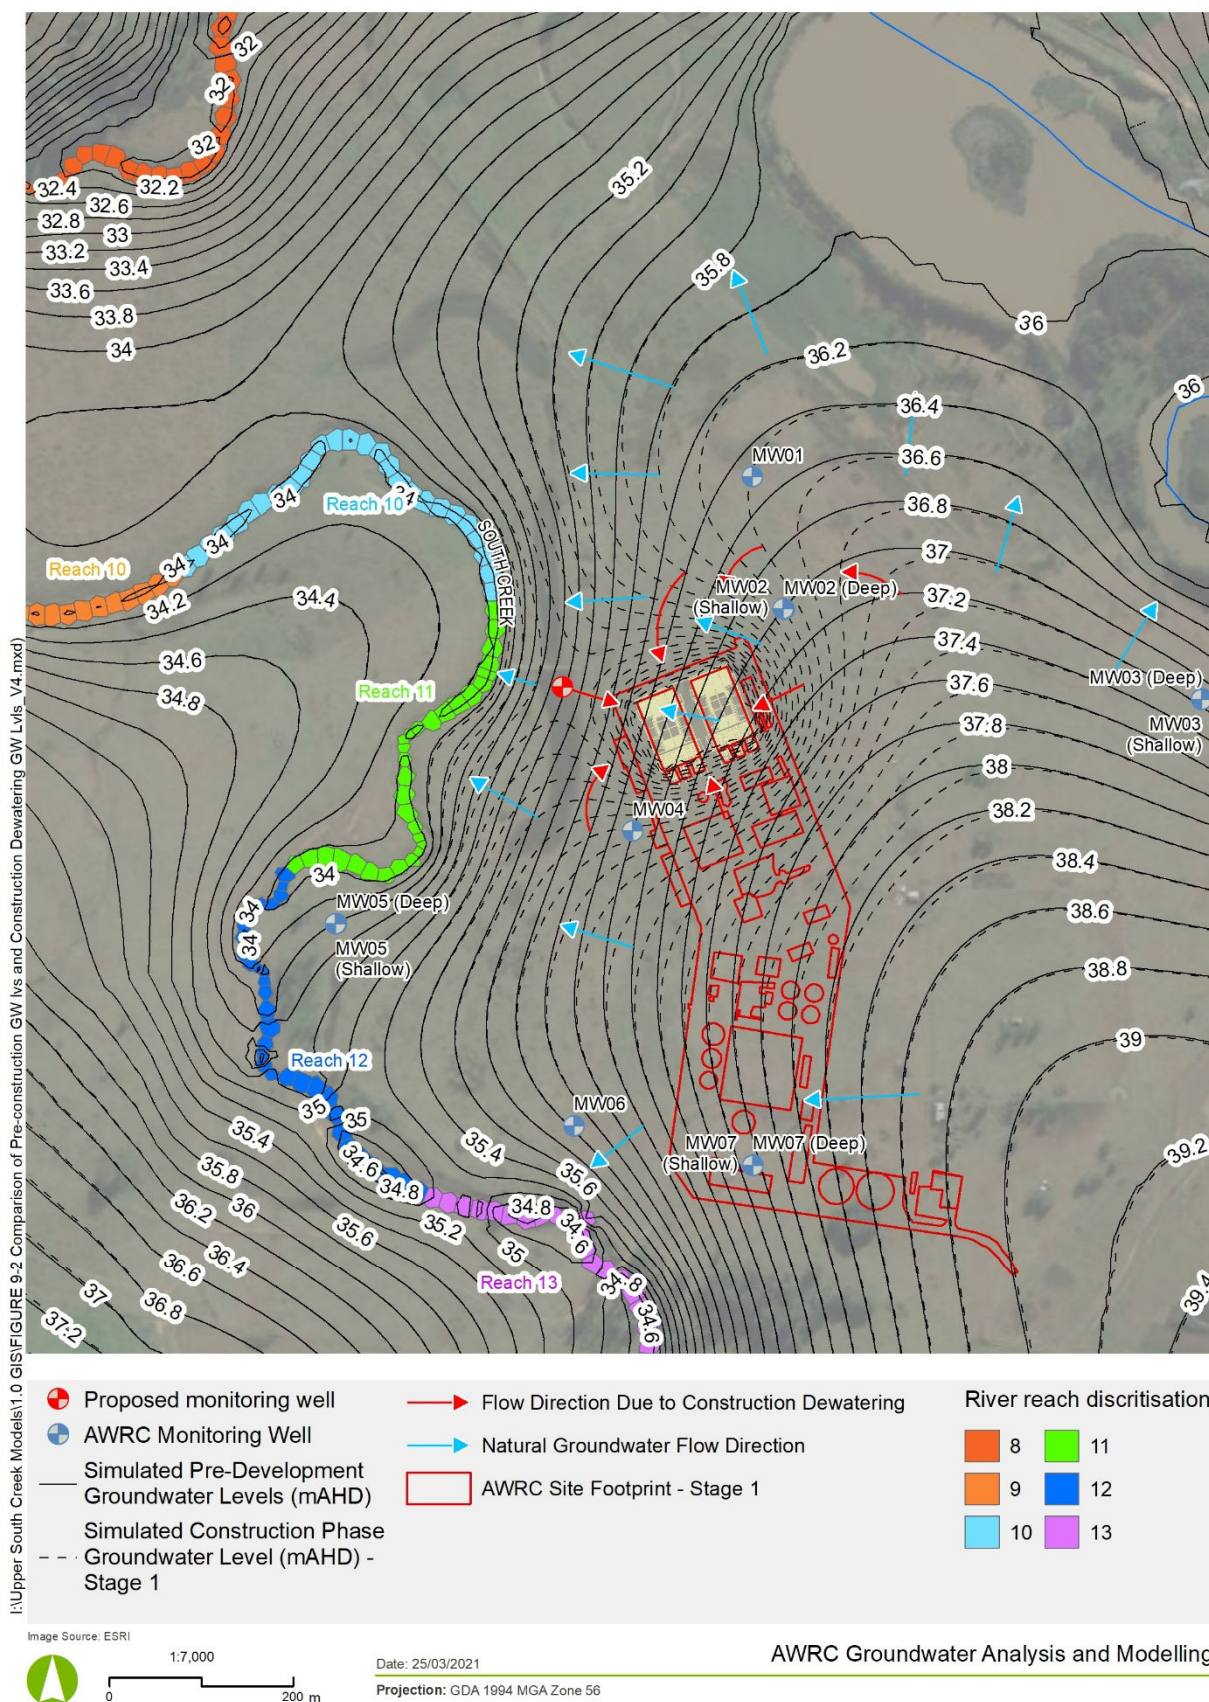 32
32
32
32.4
32.2
32.6
32.8
33
33.2
33.4
33.6
33.8
34
35.2
35.8
36
36.2
36
36.4
36.6
36.8
37
37.2
37.4
37.6
37.8
38
38.2
38.4
38.6
38.8
39
39.2
39.4
MW01
MW02
(Shallow)
MW02 (Deep)
MW03 (Deep)
MW03
(Shallow)
MW04
SOUTH CREEK
34
Reach 10
34
34
34
Reach 10
34.2
34.4
34.6
34.8
Reach 11
34
34
34
MW05 (Deep)
MW05
(Shallow)
Reach 12
35
35
34.6
34.8
35.4
35.8
36
36.2
36.4
36.6
36.8
37
37.2
35.6
35.2
35
34.8
34.6
34.8
34.6
Reach 13
35.4
35.6
MW06
MW07
(Shallow)
MW07 (Deep)
I:\Upper South Creek Models\1.0 GIS\FIGURE 9-2 Comparison of Pre-construction GW lvs and Construction Dewatering GW Lvls_V4.mxd)
Proposed monitoring well
AWRC Monitoring Well
Simulated Pre-Development
Groundwater Levels (mAHD)
Simulated Construction Phase
Groundwater Level (mAHD) -
Stage 1
Flow Direction Due to Construction Dewatering
Natural Groundwater Flow Direction
AWRC Site Footprint - Stage 1
River reach discritisation
8
11
9
12
10
13
Image Source: ESRI
1:7,000
0
200 m
Date: 25/03/2021
Projection: GDA 1994 MGA Zone 56
AWRC Groundwater Analysis and Modelling